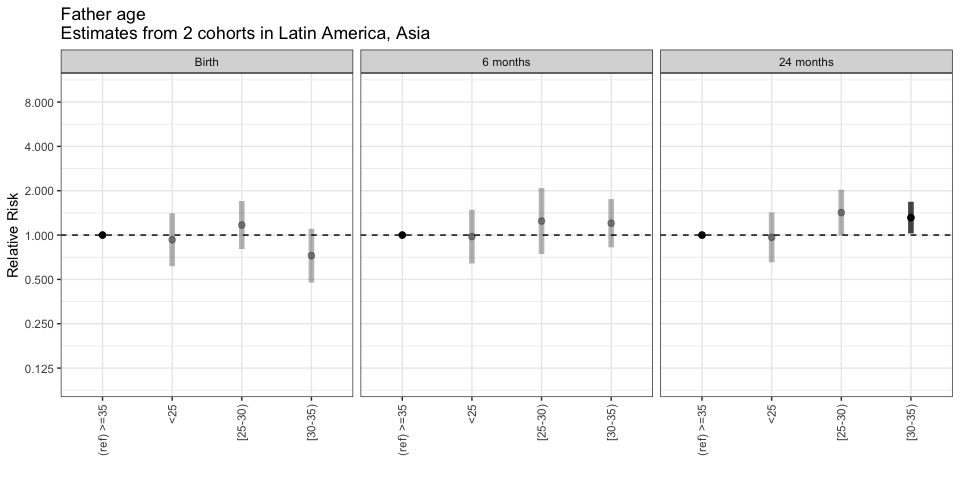 Father age
Estimates from 2 cohorts in Latin America, Asia
Birth
6 months
24 months
Relative Risk
8.000
4.000
2.000
1.000
0.500
0.250
0.125
(ref) >=35
<25
[25-30)
[30-35)
(ref) >=35
<25
[25-30)
[30-35)
(ref) >=35
<25
[25-30)
[30-35)